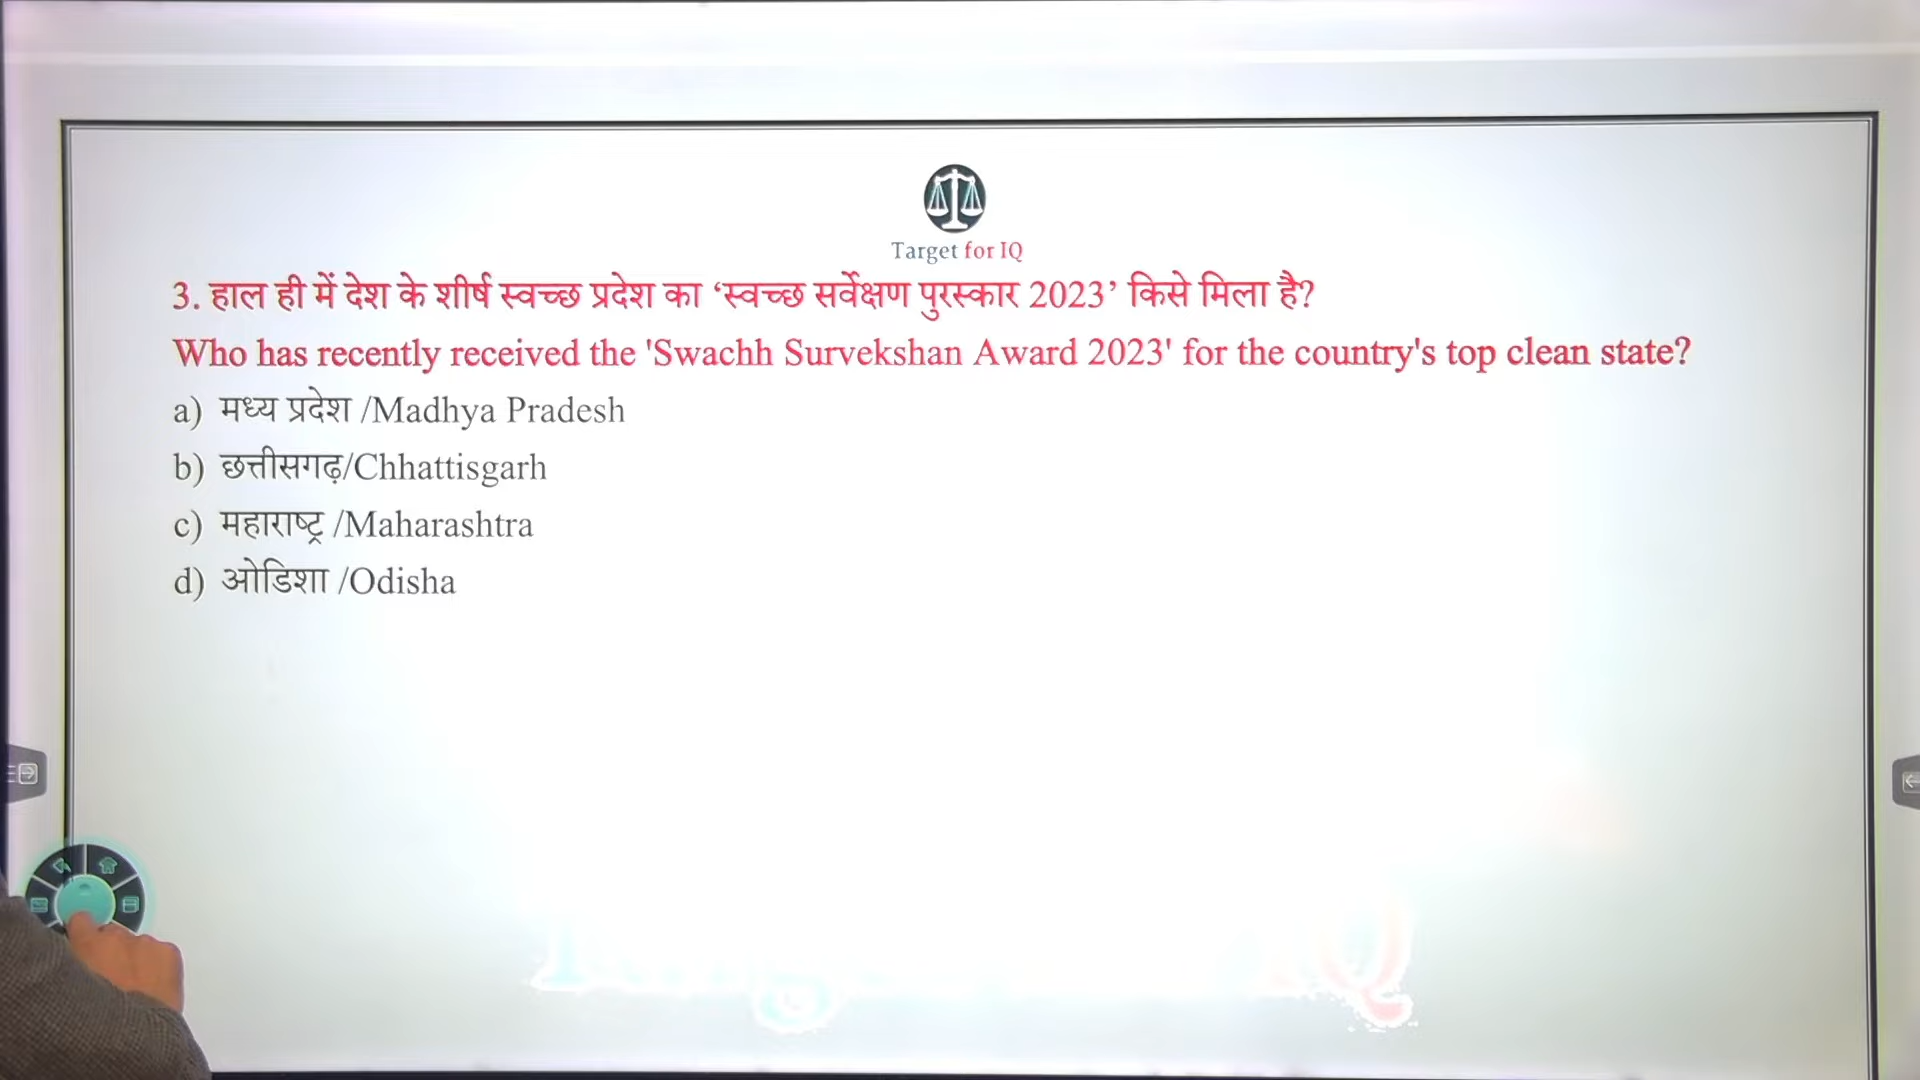 Target for IQ
3. हाल ही में देश के शीर्ष स्वच्छ प्रदेश का ‘स्वच्छ सर्वेक्षण पुरस्कार 2023’ किसे मिला है?
Who has recently received the 'Swachh Survekshan Award 2023' for the country's top clean state?
a) मध्य प्रदेश /Madhya Pradesh
b) छत्तीसगढ़/Chhattisgarh
c) महाराष्ट्र /Maharashtra
d) ओडिशा /Odisha
IQ